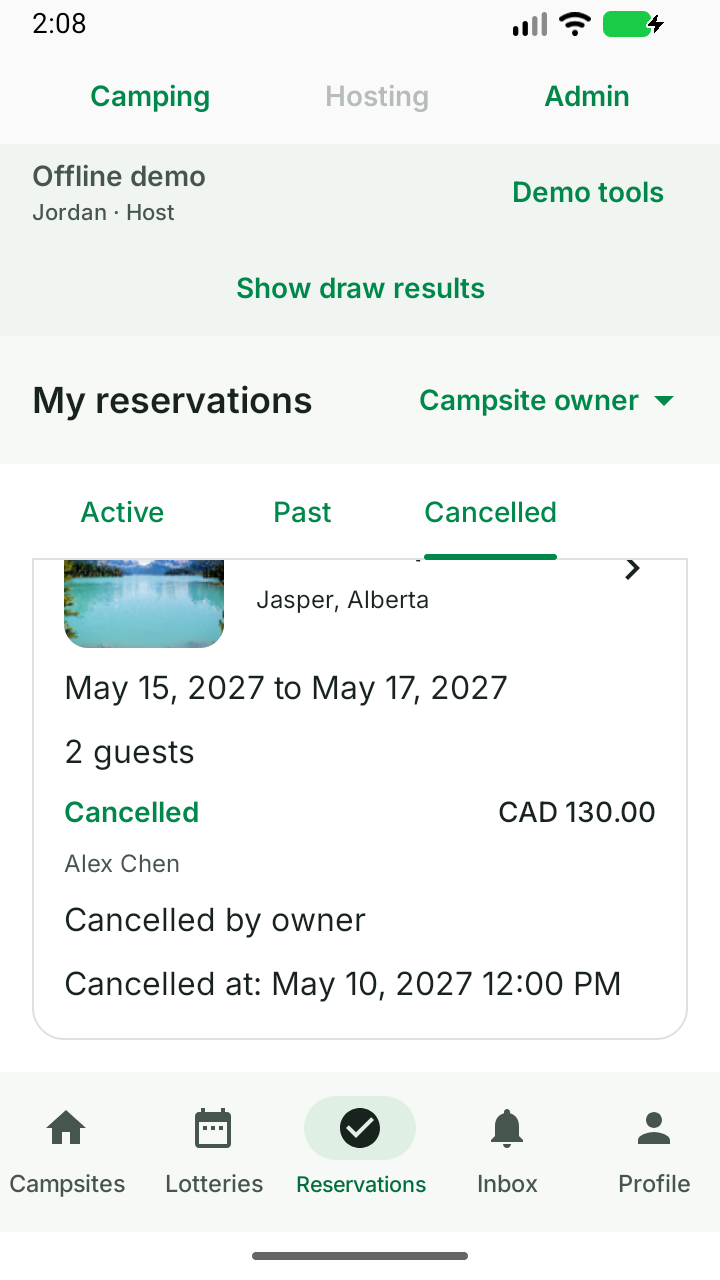 2:08
Camping Hosting Admin
Offline demo
Jordan · Host
Demo tools
Show draw results
My reservations
Campsite owner
Active Past Cancelled
Jasper, Alberta
May 15, 2027 to May 17, 2027
2 guests
Cancelled CAD 130.00
Alex Chen
Cancelled by owner
Cancelled at: May 10, 2027 12:00 PM
Campsites Lotteries Reservations Inbox Profile